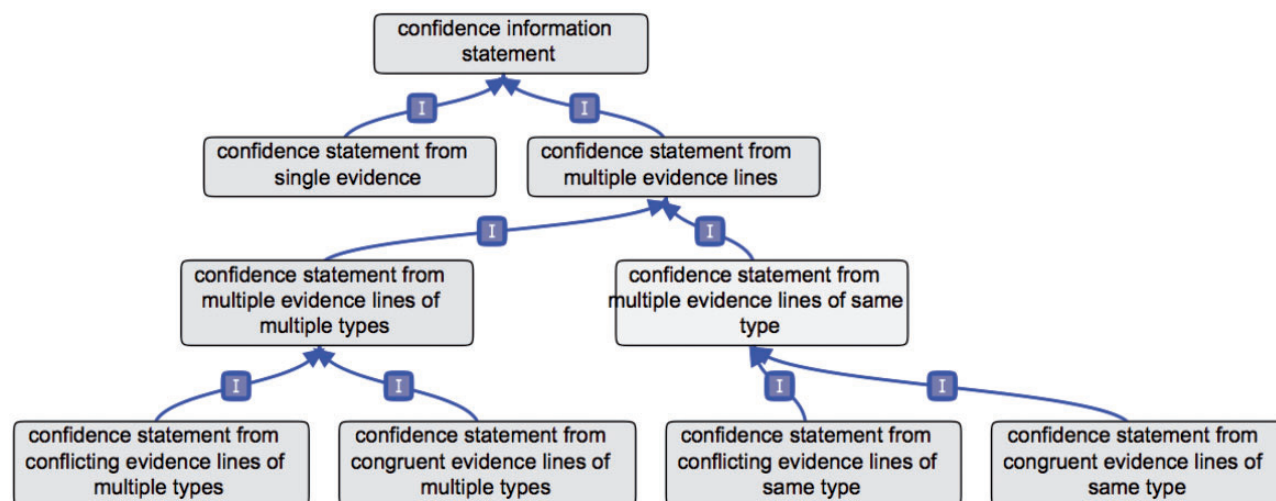 confidence information
statement
I
I
confidence statement from
single evidence
confidence statement from
multiple evidence lines
I
I
confidence statement from
multiple evidence lines of
multiple types
confidence statement from
multiple evidence lines of same
type
I
I
I
I
confidence statement from
conflicting evidence lines of
multiple types
confidence statement from
congruent evidence lines of
multiple types
confidence statement from
conflicting evidence lines of
same type
confidence statement from
congruent evidence lines of
same type